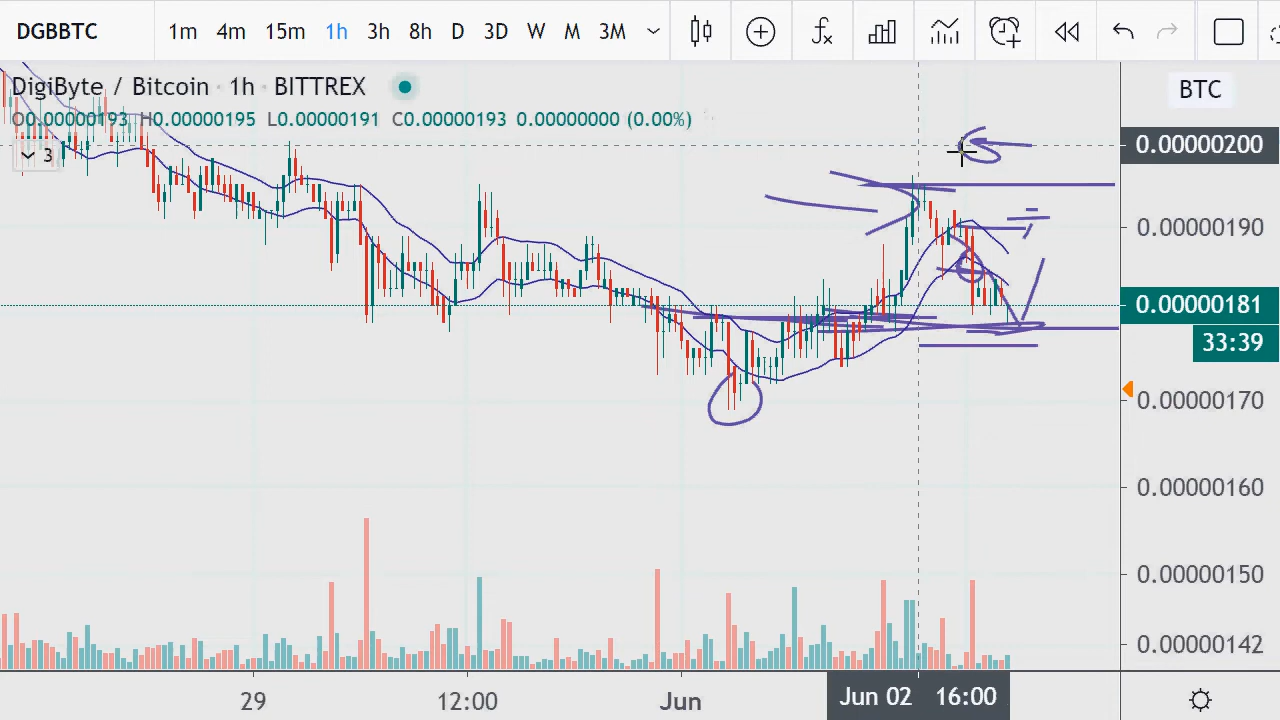 DGBBTC 1m 4m 15m 1h 3h 8h D 3D W M 3M
DigiByte / Bitcoin · 1h · BITTREX
O0.00000193 H0.00000195 L0.00000191 C0.00000193 0.00000000 (0.00%)
3
BTC
0.00000200
0.00000190
0.00000181
33:39
0.00000170
0.00000160
0.00000150
0.00000142
29 12:00 Jun Jun 02 16:00